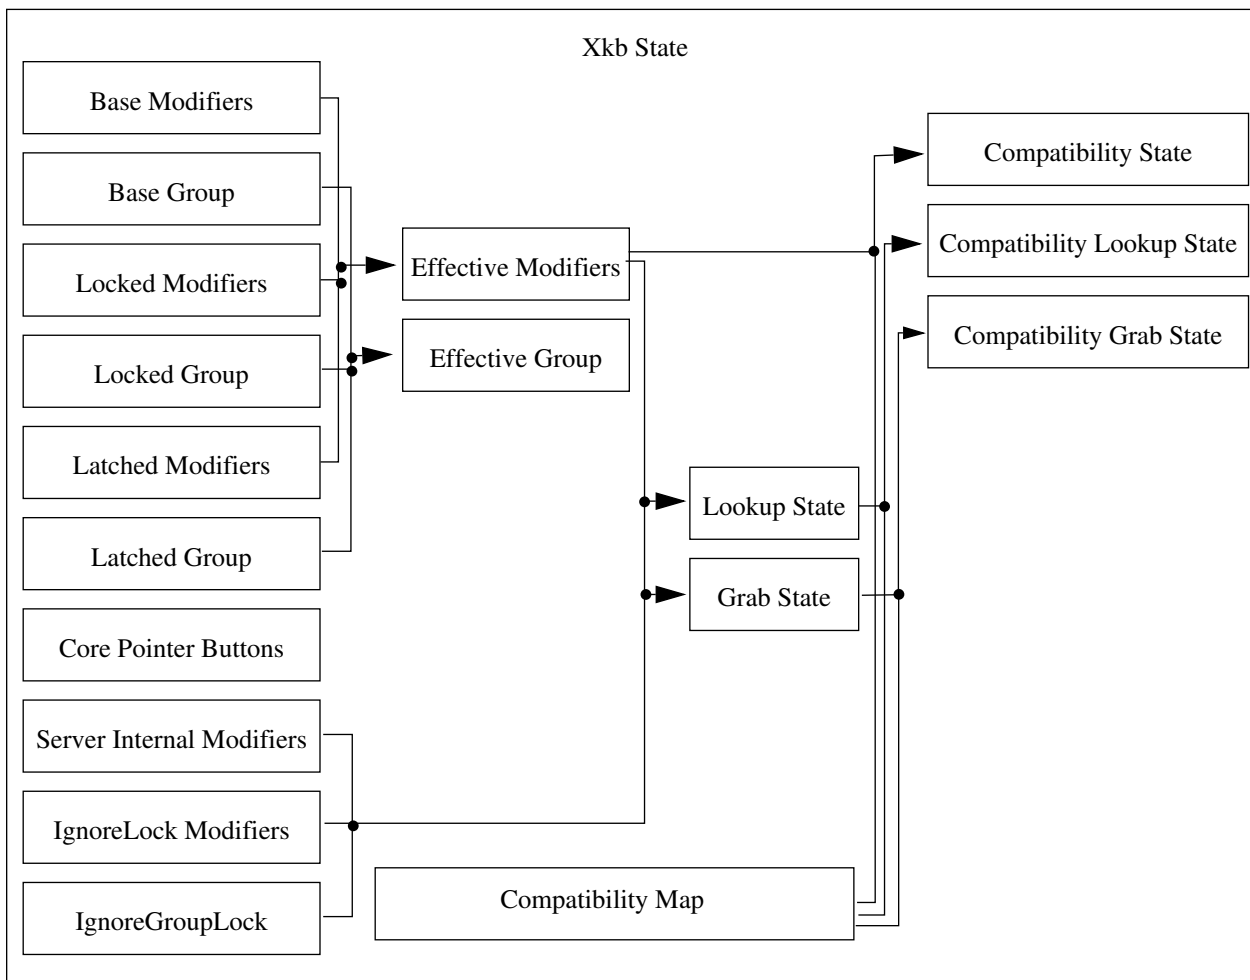 Xkb State
Base Modifiers
Base Group
Locked Modifiers
Locked Group
Latched Modifiers
Latched Group
Core Pointer Buttons
Server Internal Modifiers
IgnoreLock Modifiers
IgnoreGroupLock
Effective Modifiers
Effective Group
Lookup State
Grab State
Compatibility Map
Compatibility State
Compatibility Lookup State
Compatibility Grab State